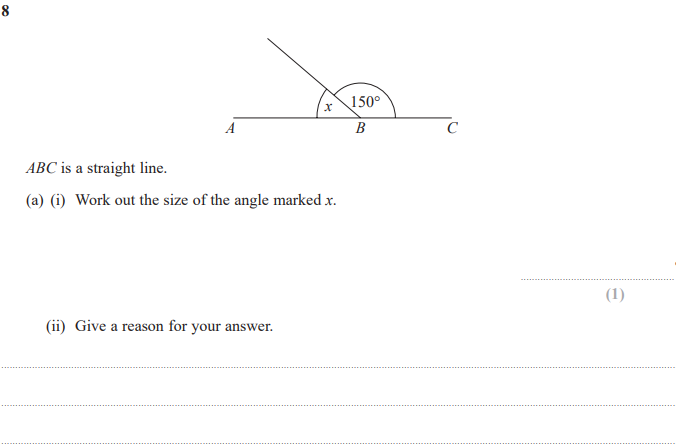 8
x 150°
A B C
ABC is a straight line.
(a) (i) Work out the size of the angle marked x.
(1)
(ii) Give a reason for your answer.